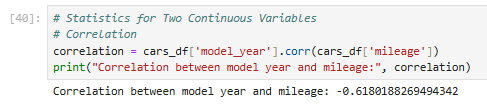 [40]:
# Statistics for Two Continuous Variables
# Correlation
correlation = cars_df['model_year'].corr(cars_df['mileage'])
print("Correlation between model year and mileage:", correlation)
Correlation between model year and mileage: -0.6180188269494342